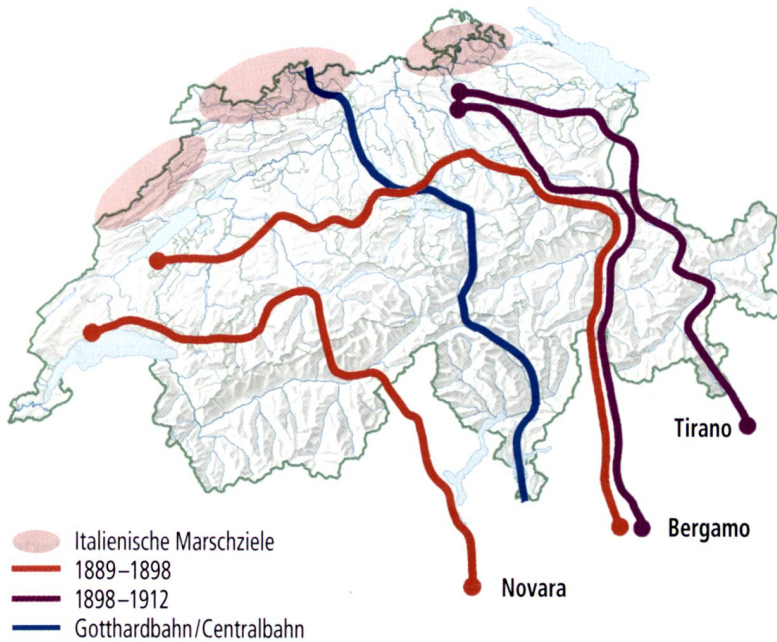 Tirano
Bergamo
Novara
Italienische Marschziele
1889–1898
1898–1912
Gotthardbahn/Centralbahn